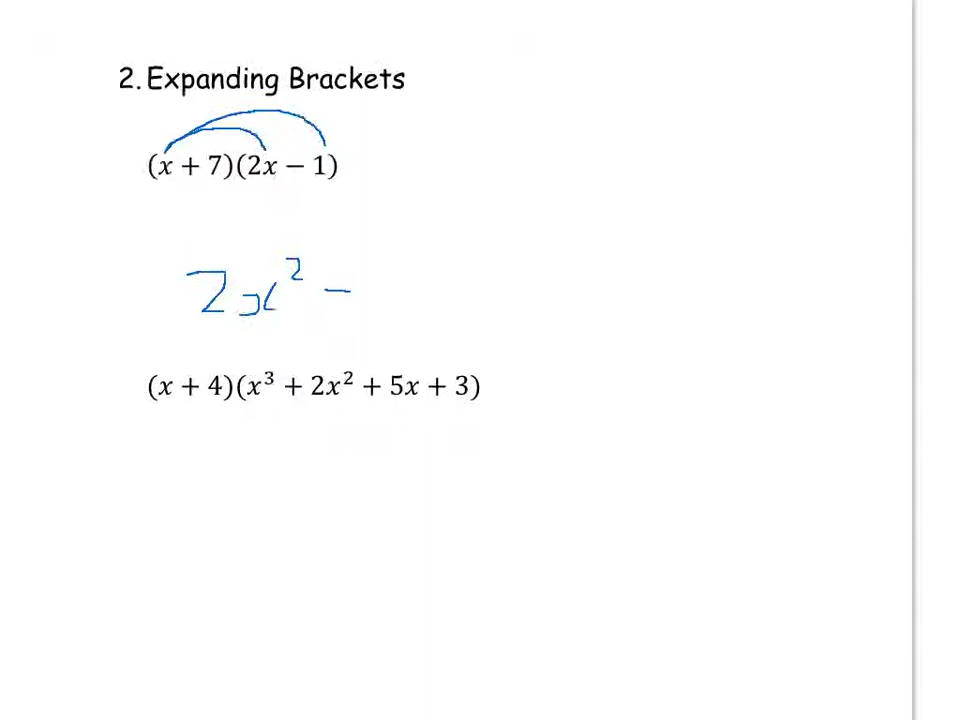 2. Expanding Brackets
(x + 7)(2x − 1)
2x² −
(x + 4)(x³ + 2x² + 5x + 3)